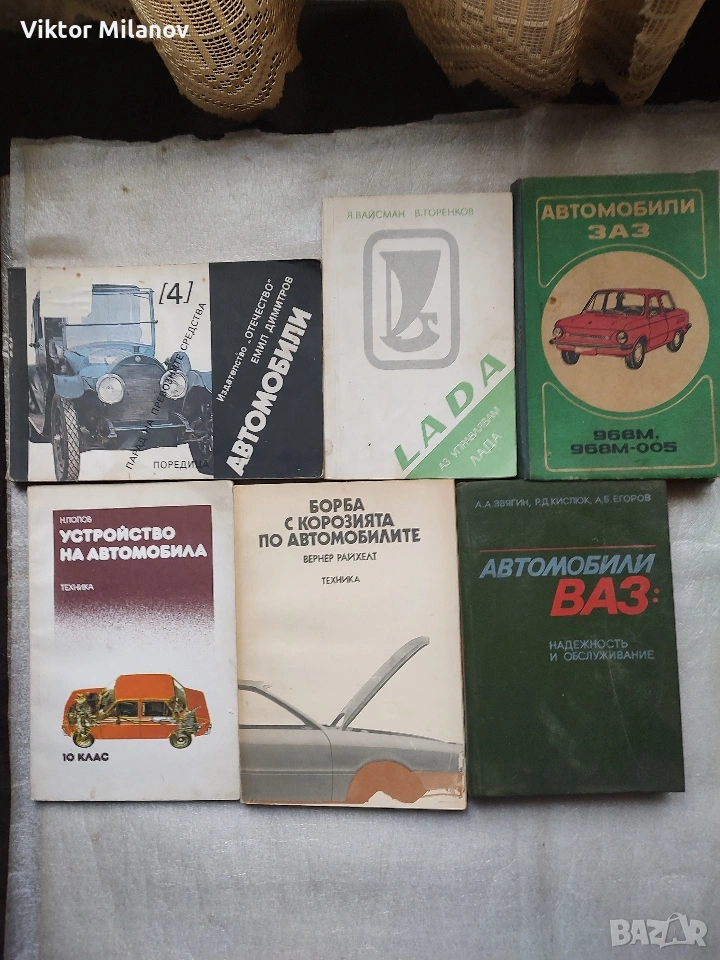 Viktor Milanov
[4]
ПАРАД НА ПРЕВОЗНИТЕ СРЕДСТВА
ПОРЕДИЦА
Издателство „ОТЕЧЕСТВО"
ЕМИЛ ДИМИТРОВ
АВТОМОБИЛИ
Я. ВАЙСМАН В. ГОРЕНКОВ
LADA
АЗ УПРАВЛЯВАМ
ЛАДА
АВТОМОБИЛИ
ЗАЗ
968М,
968М-005
Н. ПОПОВ
УСТРОЙСТВО
НА АВТОМОБИЛА
ТЕХНИКА
10 КЛАС
БОРБА
С КОРОЗИЯТА
ПО АВТОМОБИЛИТЕ
ВЕРНЕР РАЙХЕЛТ
ТЕХНИКА
А.А. ЗВЯГИН, Р.Д. КИСЛЮК, А.Б. ЕГОРОВ
АВТОМОБИЛИ
ВАЗ:
НАДЕЖНОСТЬ
И ОБСЛУЖИВАНИЕ
BAZAR